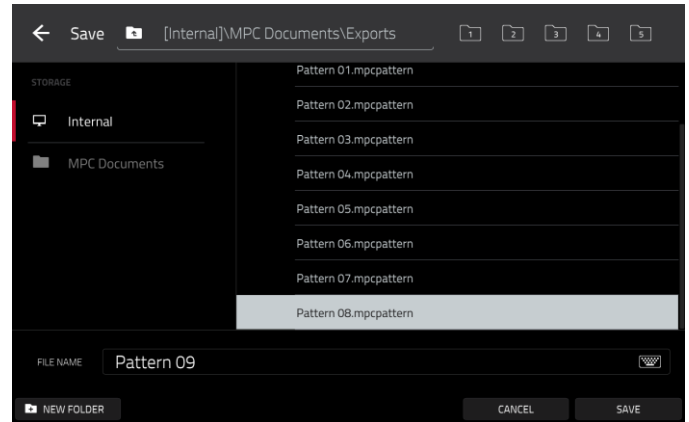 Save [Internal]\MPC Documents\Exports 1 2 3 4 5
STORAGE
Internal
MPC Documents
Pattern 01.mpcpattern
Pattern 02.mpcpattern
Pattern 03.mpcpattern
Pattern 04.mpcpattern
Pattern 05.mpcpattern
Pattern 06.mpcpattern
Pattern 07.mpcpattern
Pattern 08.mpcpattern
FILE NAME Pattern 09
NEW FOLDER CANCEL SAVE